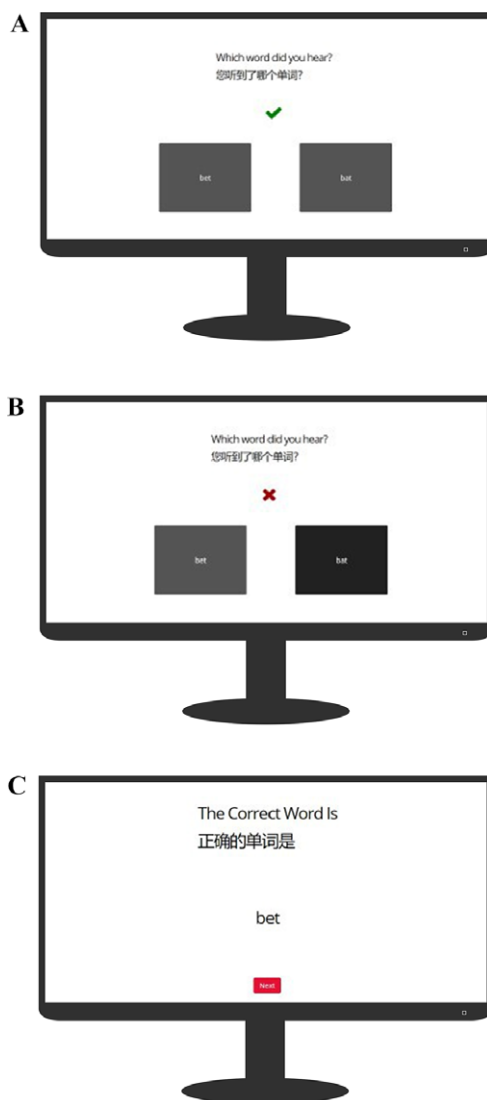 A
Which word did you hear?
您听到了哪个单词?
bet
bat
B
Which word did you hear?
您听到了哪个单词?
bet
bat
C
The Correct Word Is
正确的单词是
bet
Next